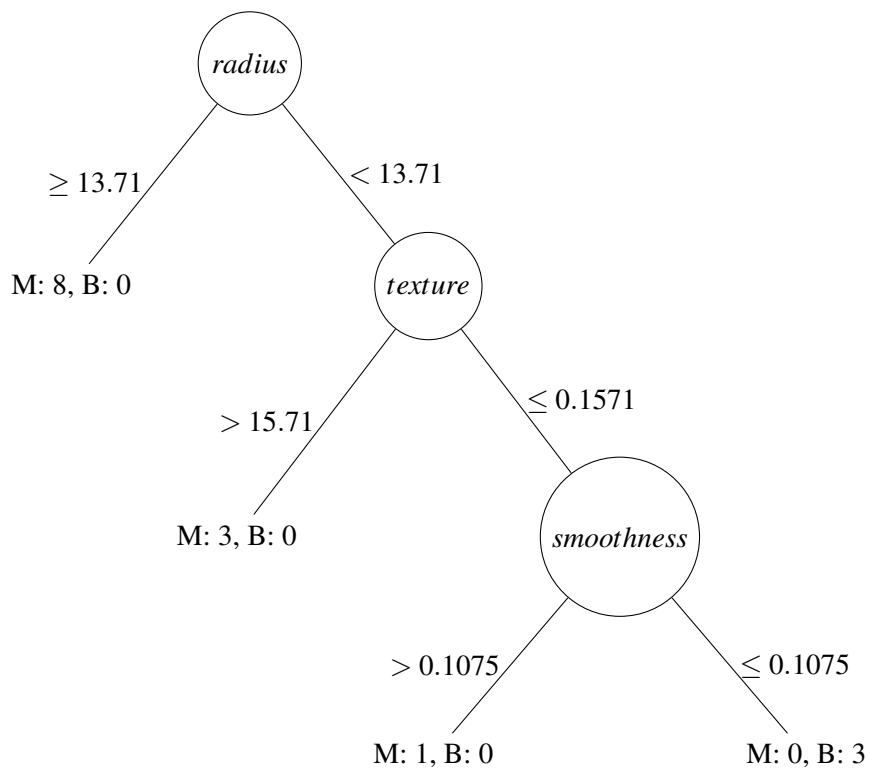 radius
≥ 13.71
< 13.71
M: 8, B: 0
texture
> 15.71
≤ 0.1571
M: 3, B: 0
smoothness
> 0.1075
≤ 0.1075
M: 1, B: 0
M: 0, B: 3